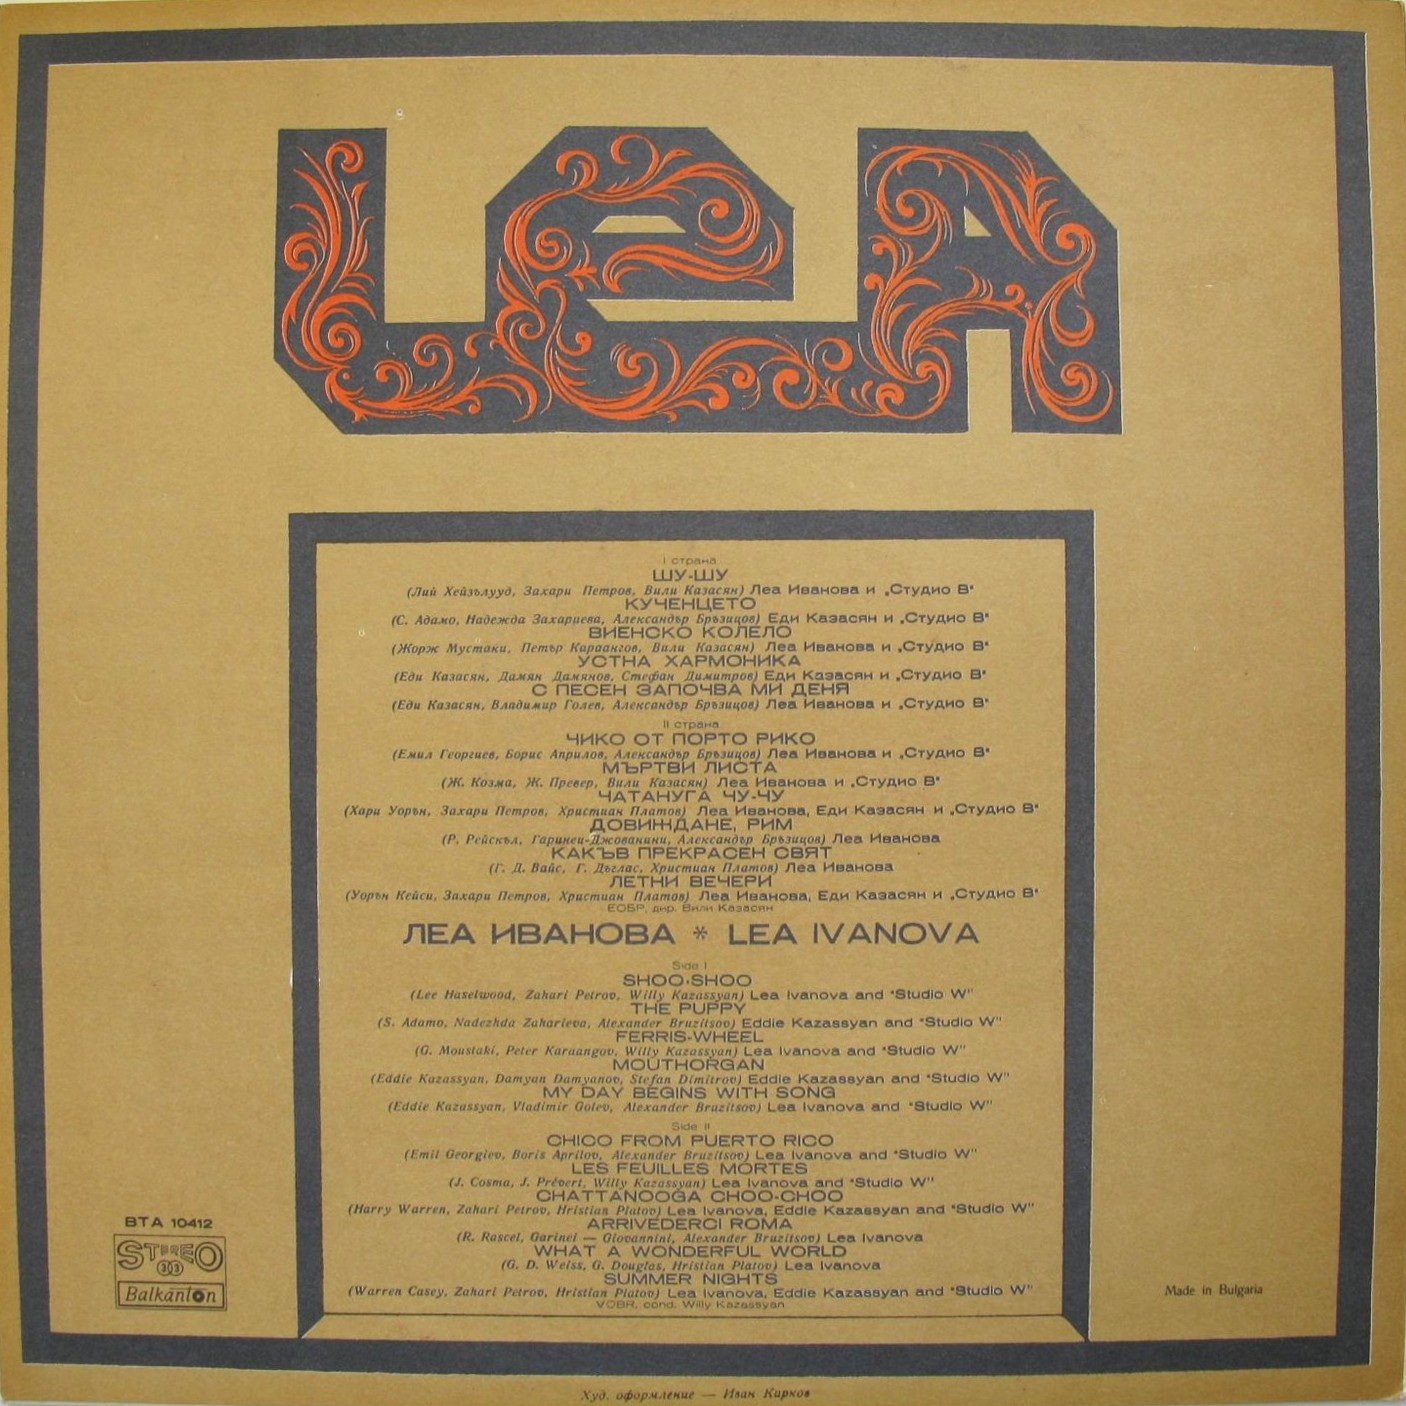 LeA
I страна
ШУ-ШУ
(Лий Хейзълууд, Захари Петров, Вили Казасян) Леа Иванова и „Студио В"
КУЧЕНЦЕТО
(С. Адамо, Надежда Захариева, Александър Бръзицов) Еди Казасян и „Студио В"
ВИЕНСКО КОЛЕЛО
(Жорж Мустаки, Петър Караангов, Вили Казасян) Леа Иванова и „Студио В"
УСТНА ХАРМОНИКА
(Еди Казасян, Дамян Дамянов, Стефан Димитров) Еди Казасян и „Студио В"
С ПЕСЕН ЗАПОЧВА МИ ДЕНЯ
(Еди Казасян, Владимир Голев, Александър Бръзицов) Леа Иванова и „Студио В"
II страна
ЧИКО ОТ ПОРТО РИКО
(Емил Георгиев, Борис Априлов, Александър Бръзицов) Леа Иванова и „Студио В"
МЪРТВИ ЛИСТА
(Ж. Козма, Ж. Превер, Вили Казасян) Леа Иванова и „Студио В"
ЧАТАНУГА ЧУ-ЧУ
(Хари Уорън, Захари Петров, Християн Платов) Леа Иванова, Еди Казасян и „Студио В"
ДОВИЖДАНЕ, РИМ
(Р. Рейскъл, Гаринеи-Джованини, Александър Бръзицов) Леа Иванова
КАКЪВ ПРЕКРАСЕН СВЯТ
(Г. Д. Вайс, Г. Дъглас, Християн Платов) Леа Иванова
ЛЕТНИ ВЕЧЕРИ
(Уорън Кейси, Захари Петров, Християн Платов) Леа Иванова, Еди Казасян и „Студио В"
ЕОБР, дир. Вили Казасян
ЛЕА ИВАНОВА * LEA IVANOVA
Side I
SHOO-SHOO
(Lee Haselwood, Zahari Petrov, Willy Kazassyan) Lea Ivanova and "Studio W"
THE PUPPY
(S. Adamo, Nadezhda Zaharieva, Alexander Bruzitsov) Eddie Kazassyan and "Studio W"
FERRIS-WHEEL
(G. Moustaki, Peter Karaangov, Willy Kazassyan) Lea Ivanova and "Studio W"
MOUTHORGAN
(Eddie Kazassyan, Damyan Damyanov, Stefan Dimitrov) Eddie Kazassyan and "Studio W"
MY DAY BEGINS WITH SONG
(Eddie Kazassyan, Vladimir Golev, Alexander Bruzitsov) Lea Ivanova and "Studio W"
Side II
CHICO FROM PUERTO RICO
(Emil Georgiev, Boris Aprilov, Alexander Bruzitsov) Lea Ivanova and "Studio W"
LES FEUILLES MORTES
(J. Cosma, J. Prévert, Willy Kazassyan) Lea Ivanova and "Studio W"
CHATTANOOGA CHOO-CHOO
(Harry Warren, Zahari Petrov, Hristian Platov) Lea Ivanova, Eddie Kazassyan and "Studio W"
ARRIVEDERCI ROMA
(R. Rascel, Garinei — Giovannini, Alexander Bruzitsov) Lea Ivanova
WHAT A WONDERFUL WORLD
(G. D. Weiss, G. Douglas, Hristian Platov) Lea Ivanova
SUMMER NIGHTS
(Warren Casey, Zahari Petrov, Hristian Platov) Lea Ivanova, Eddie Kazassyan and "Studio W"
VOBR, cond. Willy Kazassyan
ВТА 10412
STEREO
33
Balkanton
Made in Bulgaria
Худ. оформление — Иван Кирков